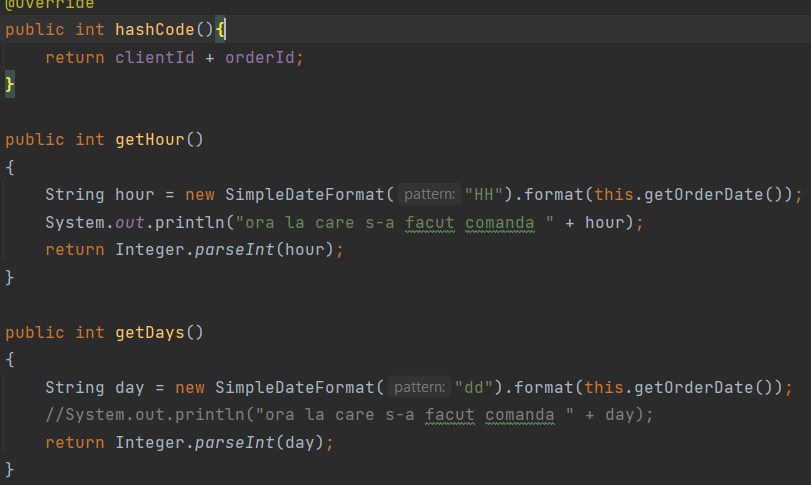 @Override
public int hashCode(){
return clientId + orderId;
}
public int getHour()
{
String hour = new SimpleDateFormat( pattern: "HH").format(this.getOrderDate());
System.out.println("ora la care s-a facut comanda " + hour);
return Integer.parseInt(hour);
}
public int getDays()
{
String day = new SimpleDateFormat( pattern: "dd").format(this.getOrderDate());
//System.out.println("ora la care s-a facut comanda " + day);
return Integer.parseInt(day);
}